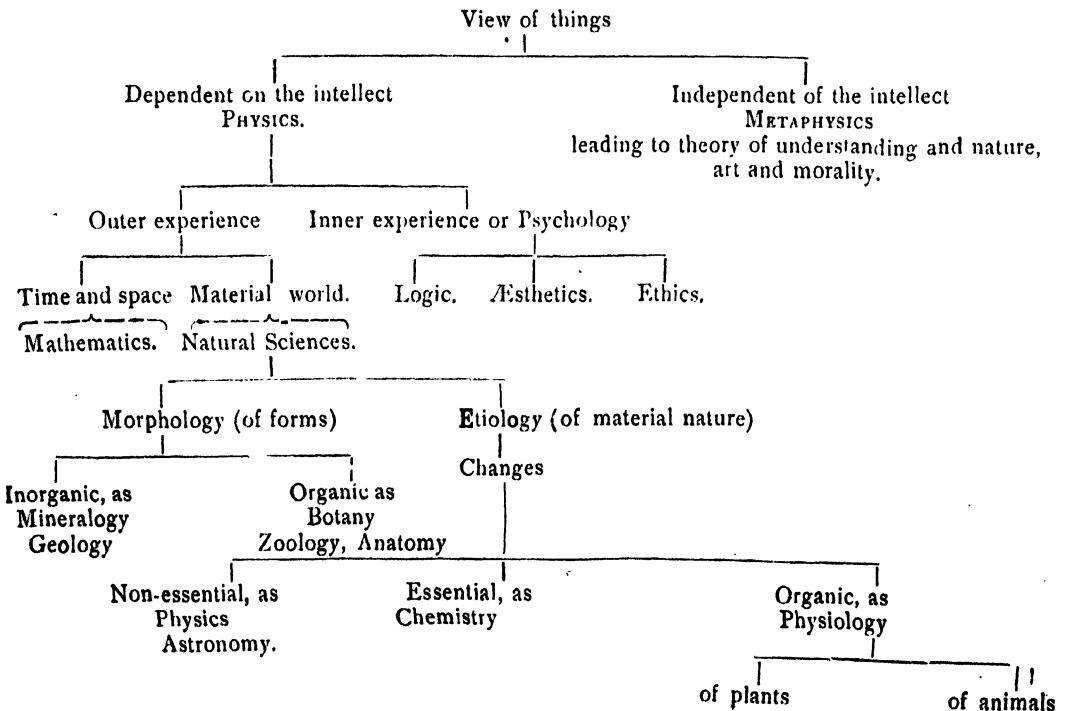 View of things
Dependent on the intellect
PHYSICS.
Independent of the intellect
METAPHYSICS
leading to theory of understanding and nature,
art and morality.
Outer experience
Inner experience or Psychology
Time and space
Material world.
Logic.
Æsthetics.
Ethics.
Mathematics.
Natural Sciences.
Morphology (of forms)
Etiology (of material nature)
Changes
Inorganic, as
Mineralogy
Geology
Organic as
Botany
Zoology, Anatomy
Non-essential, as
Physics
Astronomy.
Essential, as
Chemistry
Organic, as
Physiology
of plants
of animals